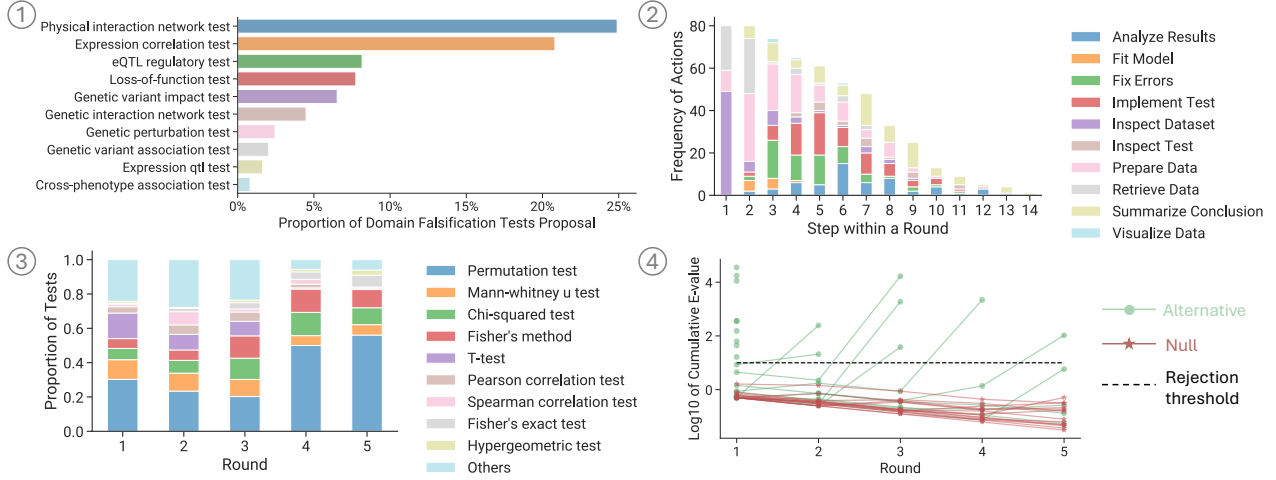 1
Physical interaction network test
Expression correlation test
eQTL regulatory test
Loss-of-function test
Genetic variant impact test
Genetic interaction network test
Genetic perturbation test
Genetic variant association test
Expression qtl test
Cross-phenotype association test
0% 5% 10% 15% 20% 25%
Proportion of Domain Falsification Tests Proposal
2
Frequency of Actions
80
60
40
20
0
1 2 3 4 5 6 7 8 9 10 11 12 13 14
Step within a Round
Analyze Results
Fit Model
Fix Errors
Implement Test
Inspect Dataset
Inspect Test
Prepare Data
Retrieve Data
Summarize Conclusion
Visualize Data
3
Proportion of Tests
1.0
0.8
0.6
0.4
0.2
0.0
1 2 3 4 5
Round
Permutation test
Mann-whitney u test
Chi-squared test
Fisher's method
T-test
Pearson correlation test
Spearman correlation test
Fisher's exact test
Hypergeometric test
Others
4
Log10 of Cumulative E-value
4
2
0
1 2 3 4 5
Round
Alternative
Null
Rejection
threshold